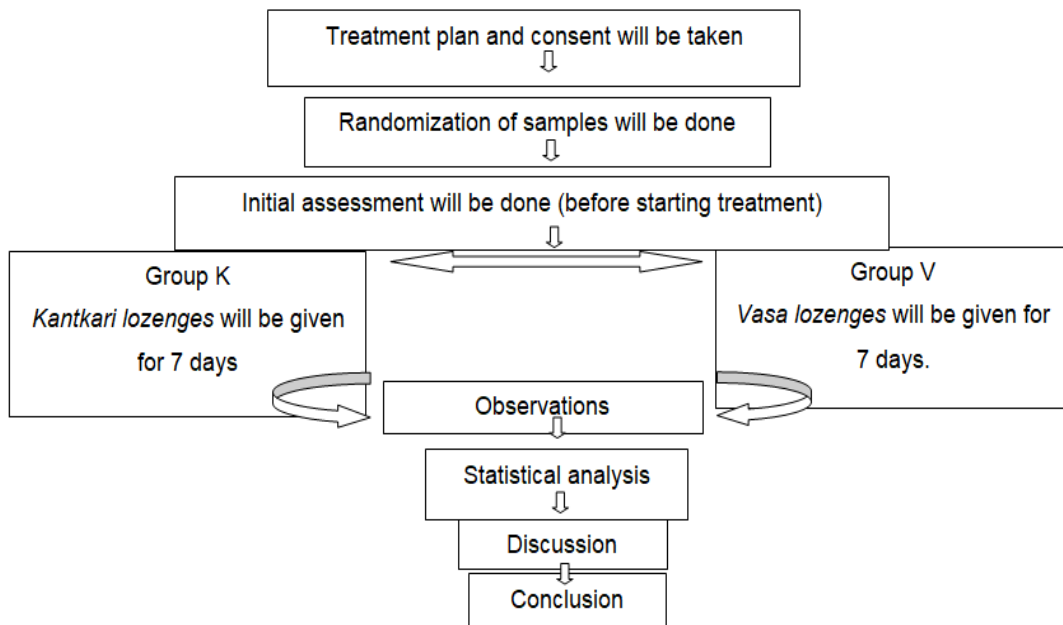 Treatment plan and consent will be taken
Randomization of samples will be done
Initial assessment will be done (before starting treatment)
Group K
Kantkari lozenges will be given
for 7 days
Group V
Vasa lozenges will be given for
7 days.
Observations
Statistical analysis
Discussion
Conclusion